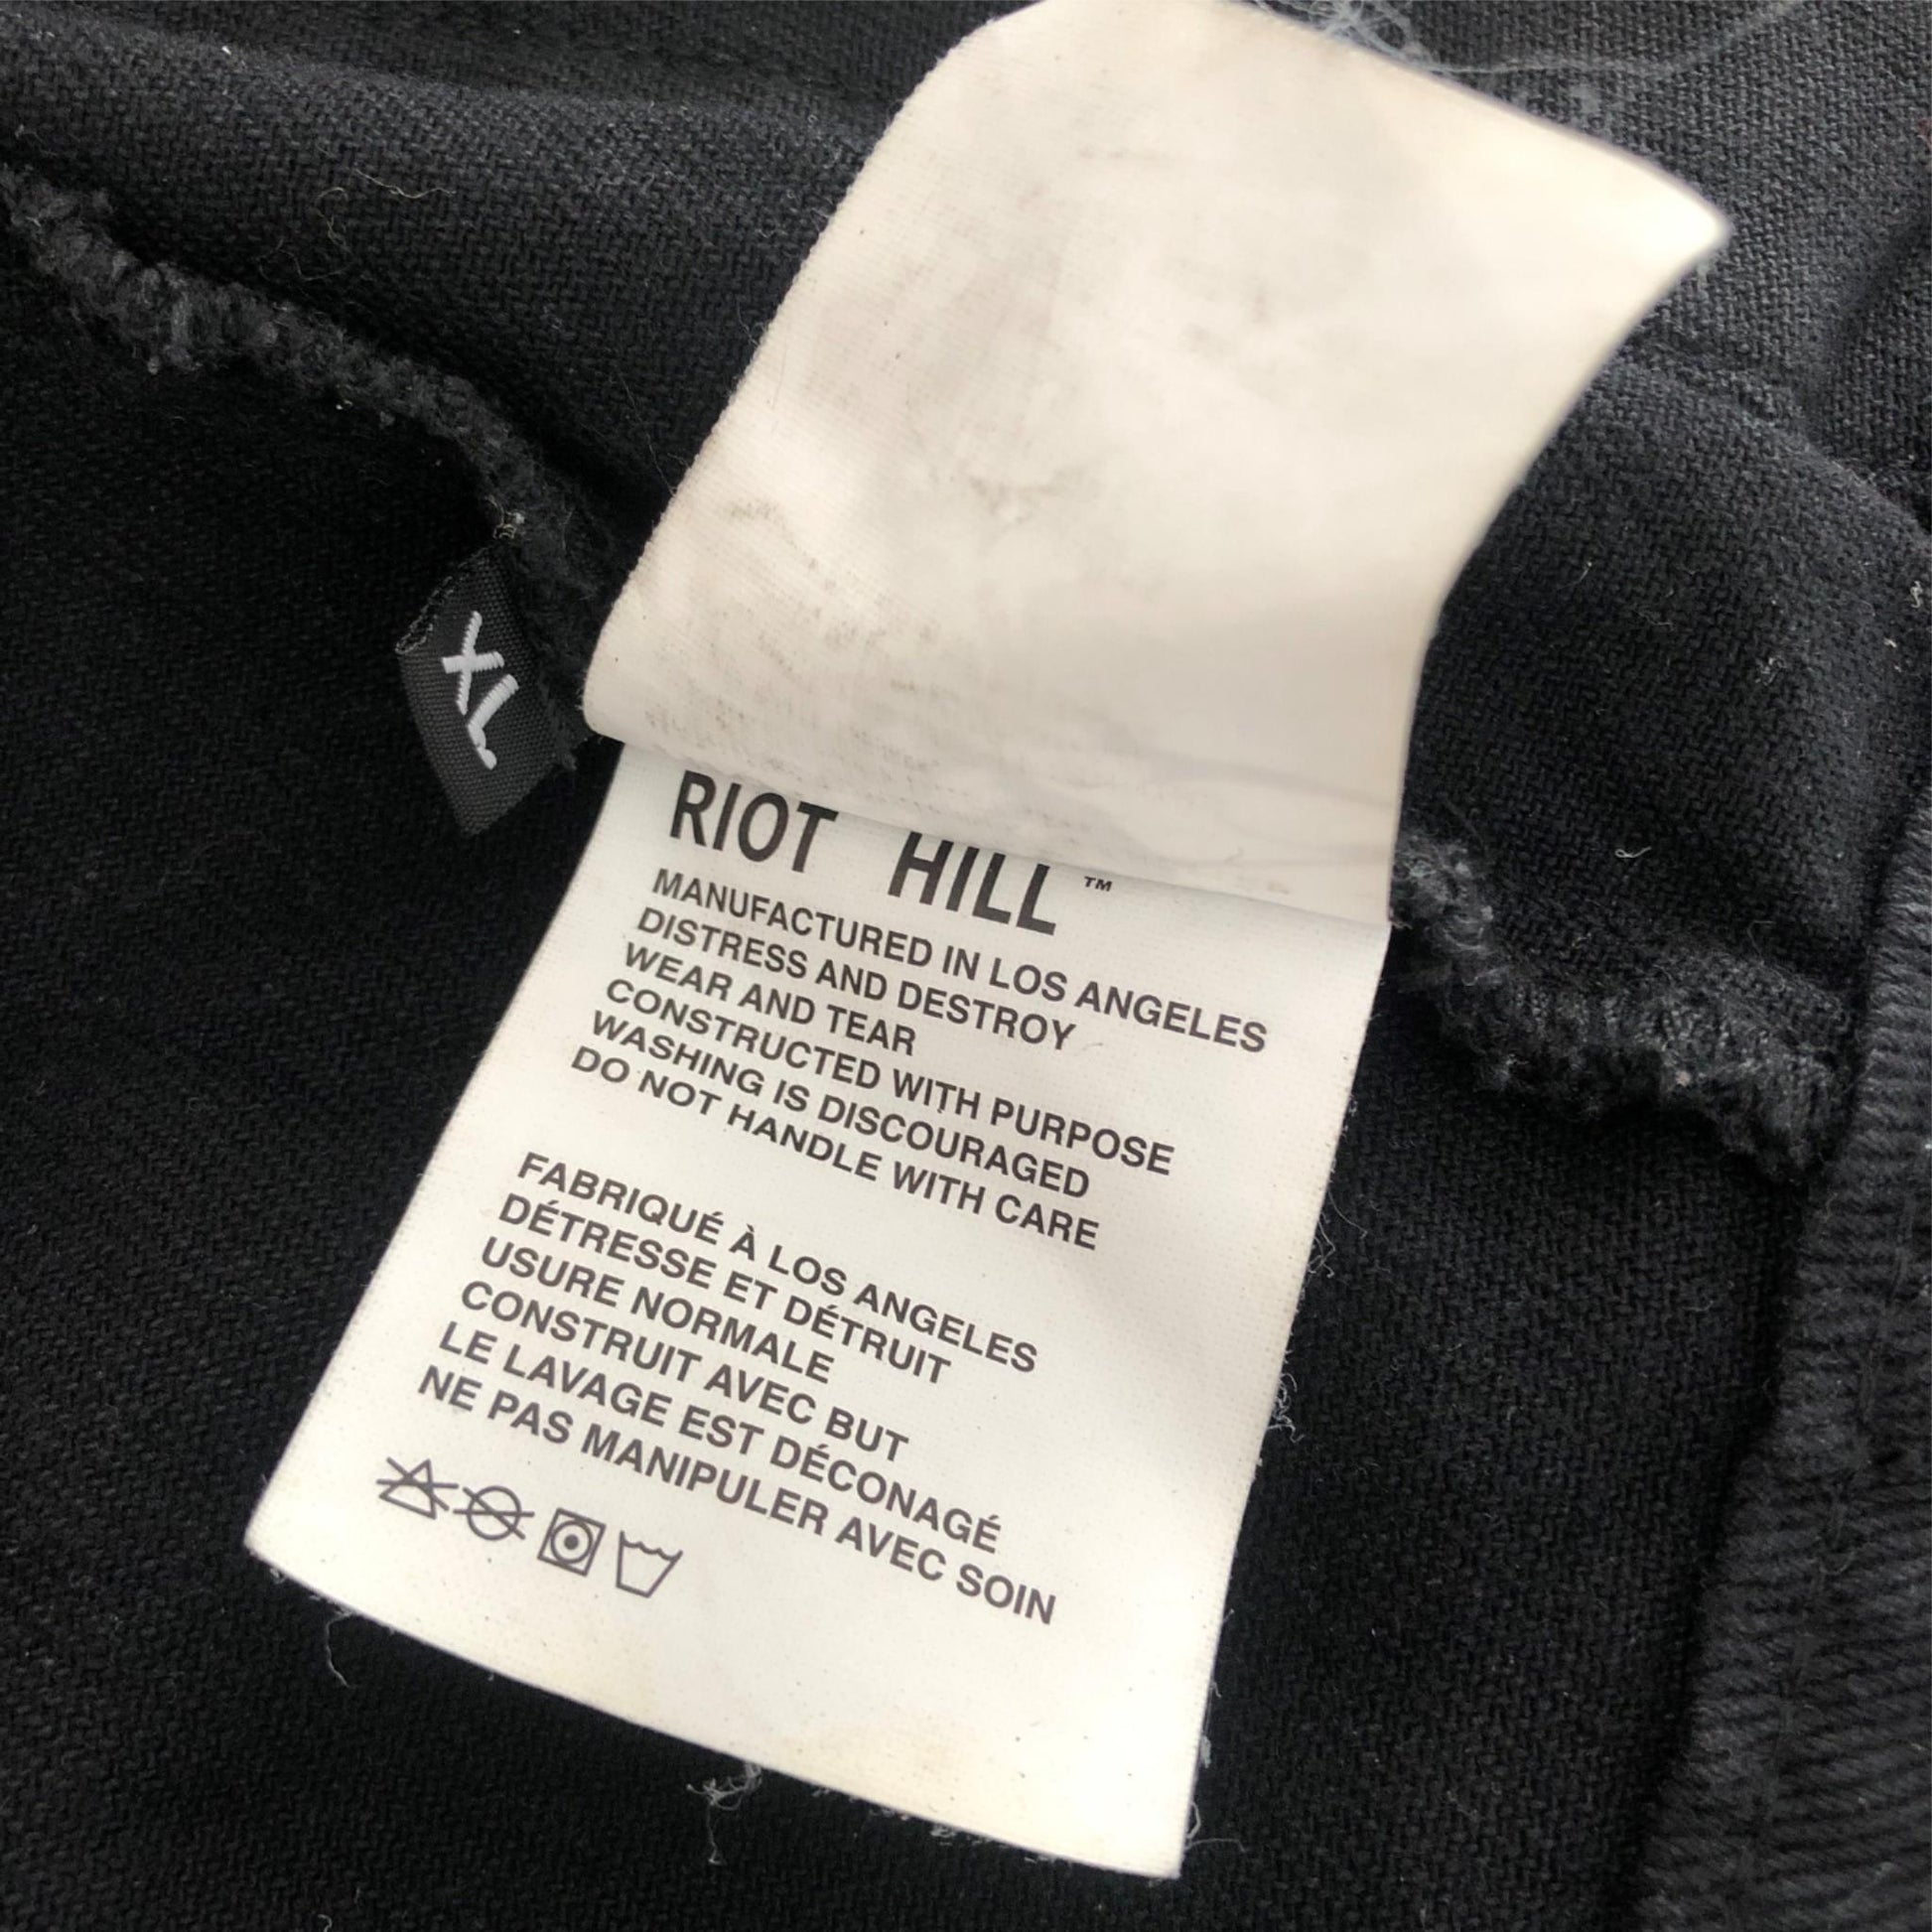 XL
RIOT HILL™
MANUFACTURED IN LOS ANGELES
DISTRESS AND DESTROY
WEAR AND TEAR
CONSTRUCTED WITH PURPOSE
WASHING IS DISCOURAGED
DO NOT HANDLE WITH CARE
FABRIQUÉ À LOS ANGELES
DÉTRESSE ET DÉTRUIT
USURE NORMALE
CONSTRUIT AVEC BUT
LE LAVAGE EST DÉCONAGÉ
NE PAS MANIPULER AVEC SOIN